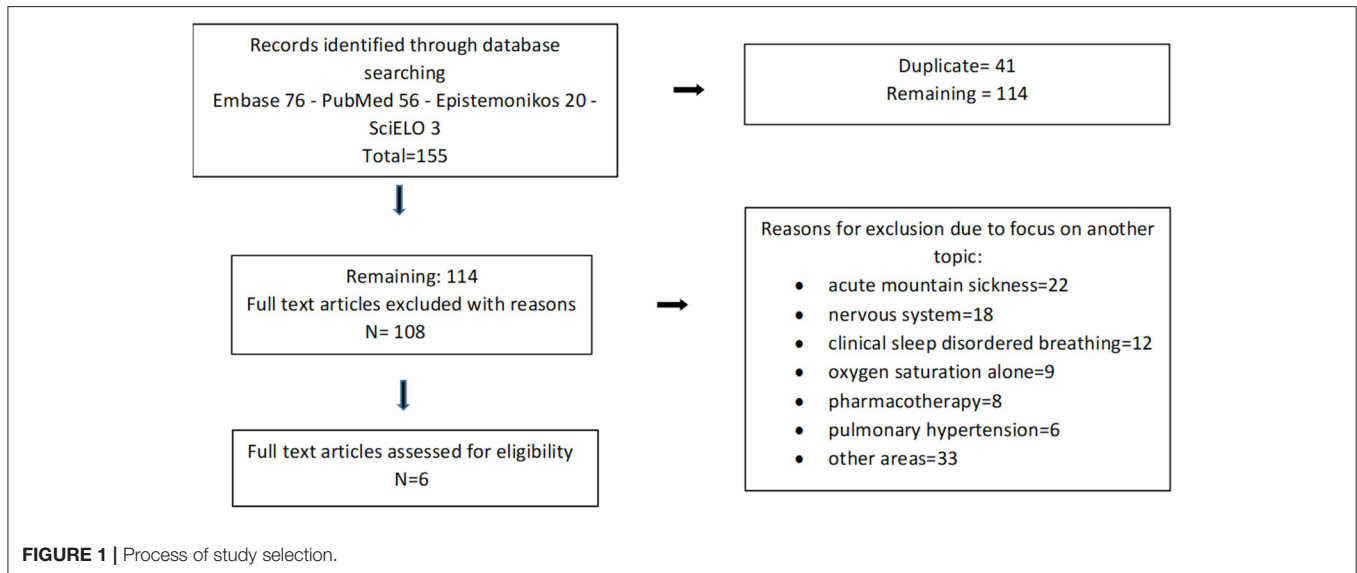 Records identified through database
searching
Embase 76 - PubMed 56 - Epistemonikos 20 -
SciELO 3
Total=155
Duplicate= 41
Remaining = 114
Remaining: 114
Full text articles excluded with reasons
N= 108
Reasons for exclusion due to focus on another
topic:
• acute mountain sickness=22
• nervous system=18
• clinical sleep disordered breathing=12
• oxygen saturation alone=9
• pharmacotherapy=8
• pulmonary hypertension=6
• other areas=33
Full text articles assessed for eligibility
N=6
FIGURE 1 | Process of study selection.